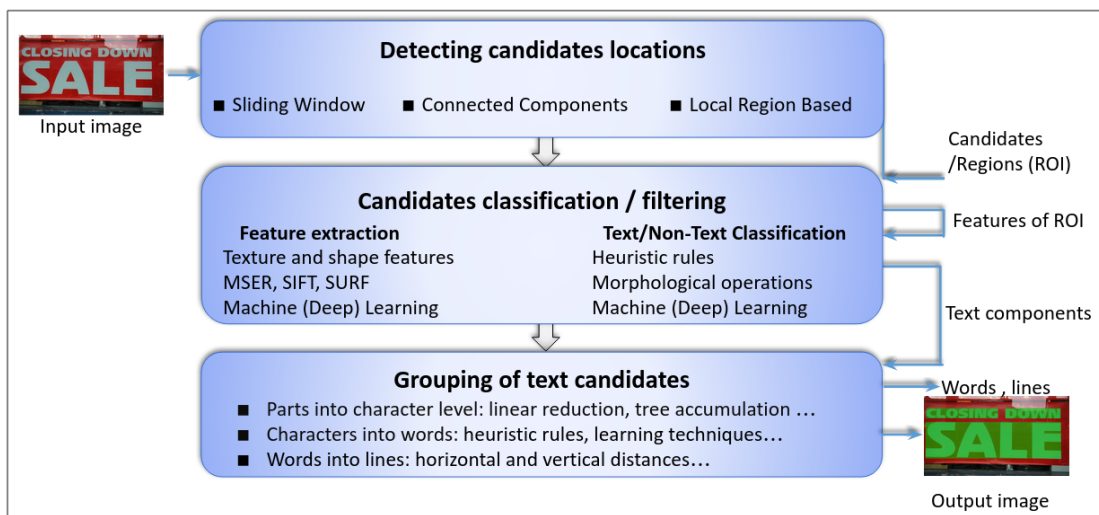 Detecting candidates locations
CLOSING DOWN
SALE
Input image
■ Sliding Window ■ Connected Components ■ Local Region Based
Candidates
/Regions (ROI)
Candidates classification / filtering
Feature extraction
Texture and shape features
MSER, SIFT, SURF
Machine (Deep) Learning
Text/Non-Text Classification
Heuristic rules
Morphological operations
Machine (Deep) Learning
Features of ROI
Text components
Grouping of text candidates
■ Parts into character level: linear reduction, tree accumulation …
■ Characters into words: heuristic rules, learning techniques…
■ Words into lines: horizontal and vertical distances…
Words , lines
CLOSING DOWN
SALE
Output image